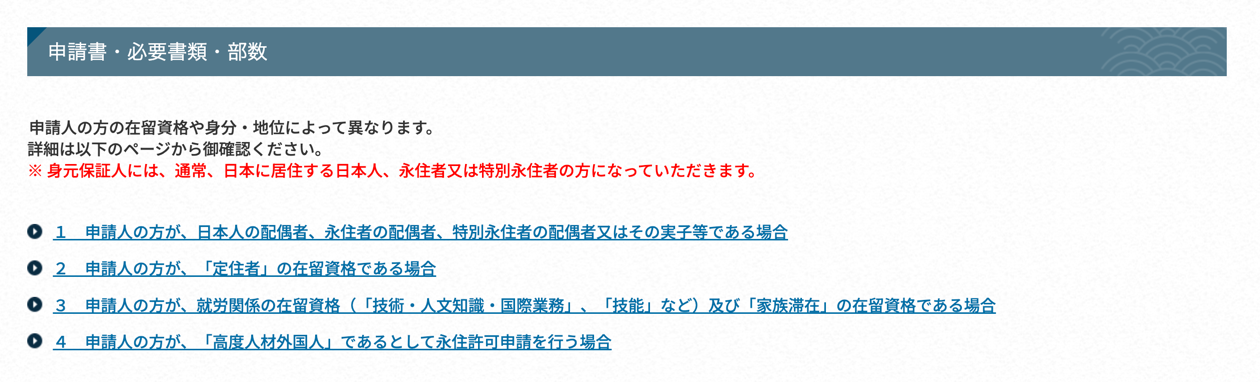 申請書・必要書類・部数
申請人の方の在留資格や身分・地位によって異なります。
詳細は以下のページから御確認ください。
※ 身元保証人には、通常、日本に居住する日本人、永住者又は特別永住者の方になっていただきます。
１　申請人の方が、日本人の配偶者、永住者の配偶者、特別永住者の配偶者又はその実子等である場合
２　申請人の方が、「定住者」の在留資格である場合
３　申請人の方が、就労関係の在留資格（「技術・人文知識・国際業務」、「技能」など）及び「家族滞在」の在留資格である場合
４　申請人の方が、「高度人材外国人」であるとして永住許可申請を行う場合